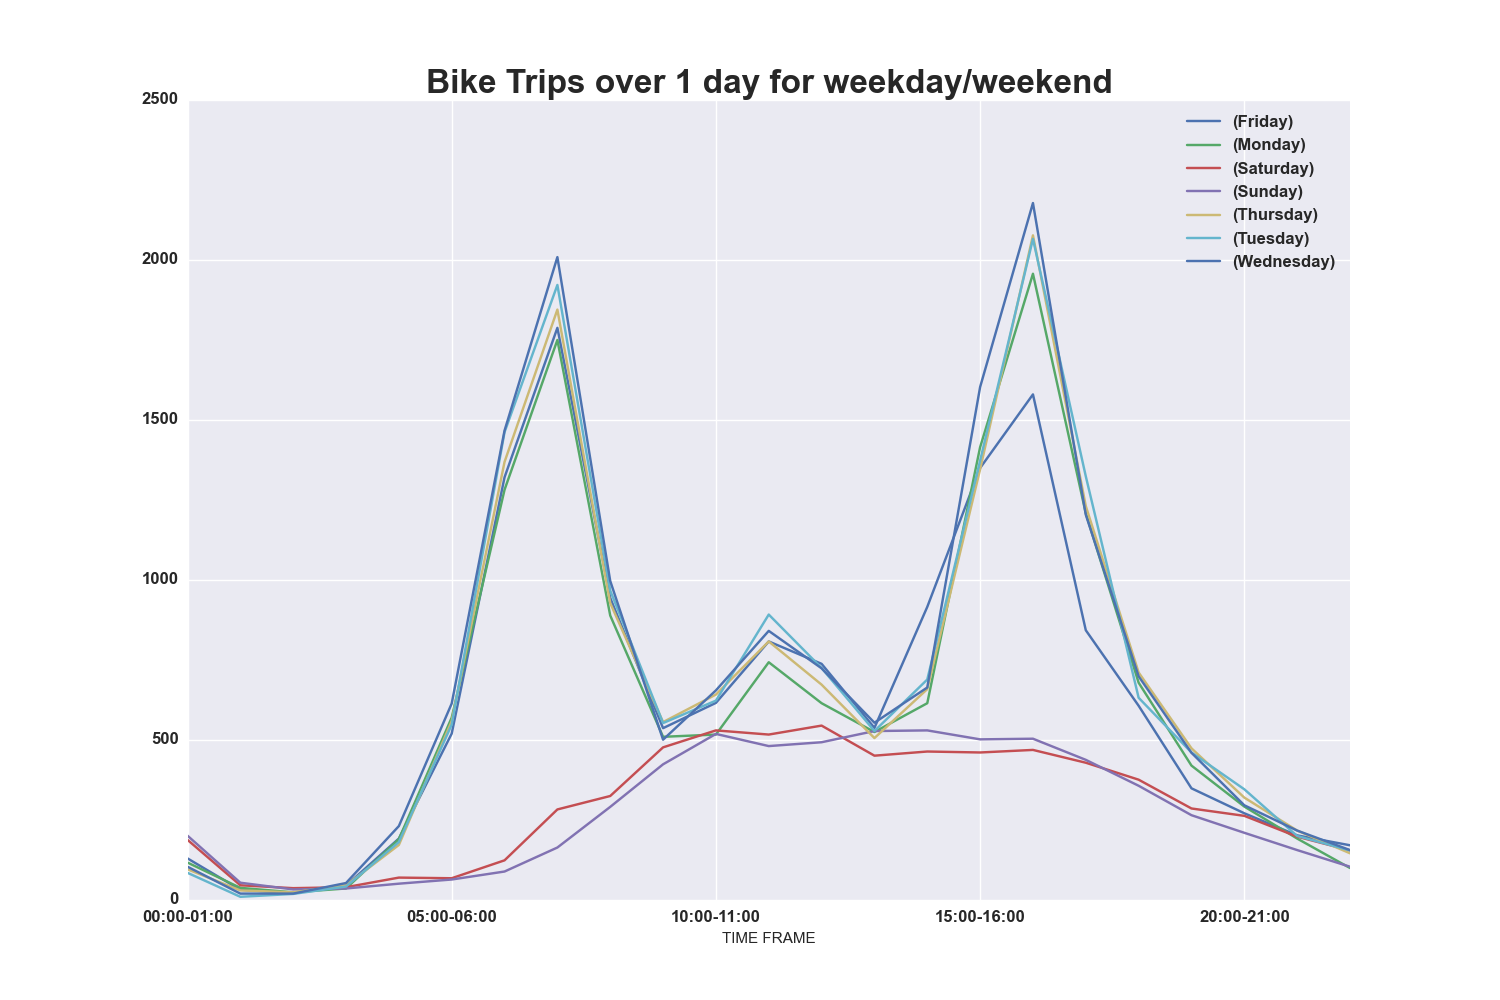 Bike Trips over 1 day for weekday/weekend
2500
2000
1500
1000
500
0
(Friday)
(Monday)
(Saturday)
(Sunday)
(Thursday)
(Tuesday)
(Wednesday)
00:00-01:00 05:00-06:00 10:00-11:00 15:00-16:00 20:00-21:00
TIME FRAME